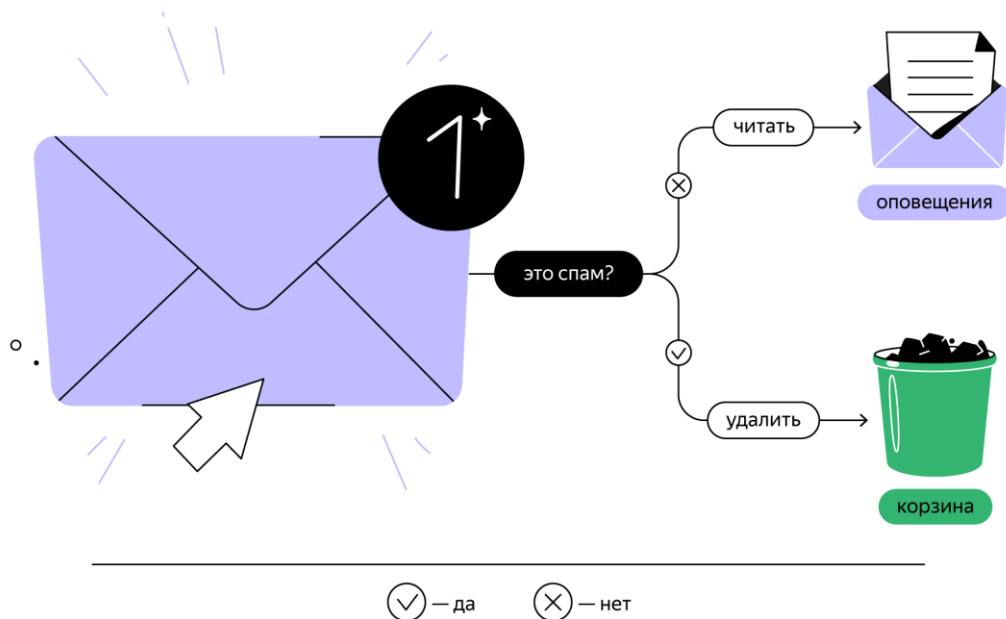 1
читать
оповещения
это спам?
удалить
корзина
— да
— нет